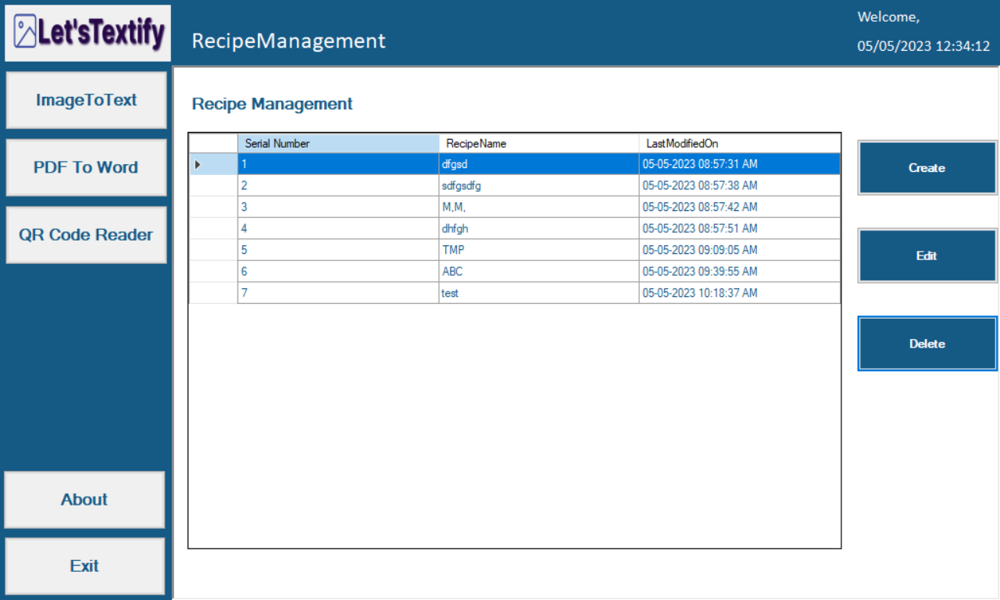 Let'sTextify
RecipeManagement
Welcome,
05/05/2023 12:34:12
ImageToText
PDF To Word
QR Code Reader
About
Exit
Recipe Management
Serial Number RecipeName LastModifiedOn
1 dfgsd 05-05-2023 08:57:31 AM
2 sdfgsdfg 05-05-2023 08:57:38 AM
3 M,M, 05-05-2023 08:57:42 AM
4 dhfgh 05-05-2023 08:57:51 AM
5 TMP 05-05-2023 09:09:05 AM
6 ABC 05-05-2023 09:39:55 AM
7 test 05-05-2023 10:18:37 AM
Create
Edit
Delete